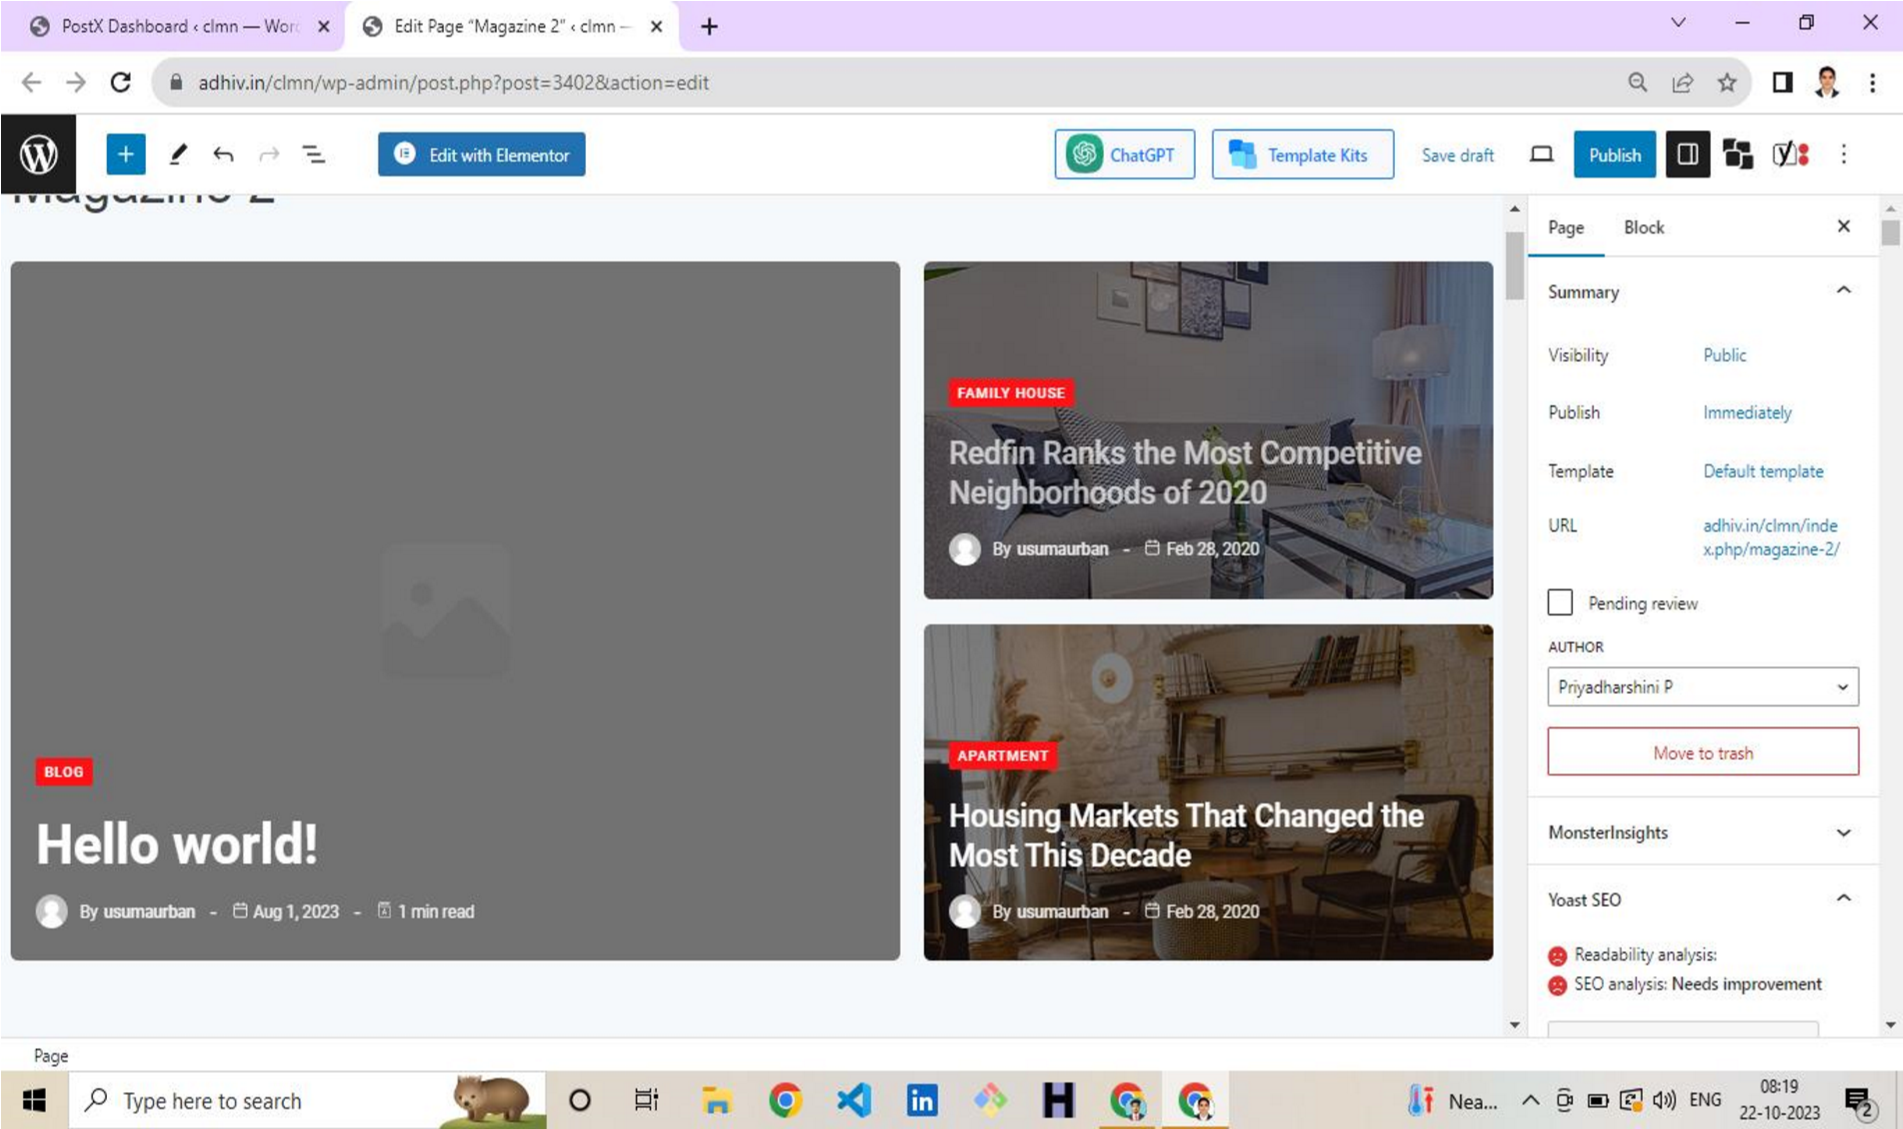 PostX Dashboard ‹ clmn — Wor
Edit Page “Magazine 2” ‹ clmn —
adhiv.in/clmn/wp-admin/post.php?post=3402&action=edit
Edit with Elementor
ChatGPT
Template Kits
Save draft
Publish
Magazine 2
BLOG
Hello world!
By usumaurban - Aug 1, 2023 - 1 min read
FAMILY HOUSE
Redfin Ranks the Most Competitive
Neighborhoods of 2020
By usumaurban - Feb 28, 2020
APARTMENT
Housing Markets That Changed the
Most This Decade
By usumaurban - Feb 28, 2020
Page Block
Summary
Visibility Public
Publish Immediately
Template Default template
URL adhiv.in/clmn/inde
x.php/magazine-2/
Pending review
AUTHOR
Priyadharshini P
Move to trash
MonsterInsights
Yoast SEO
Readability analysis:
SEO analysis: Needs improvement
Page
Type here to search
Nea...
ENG
08:19
22-10-2023
2